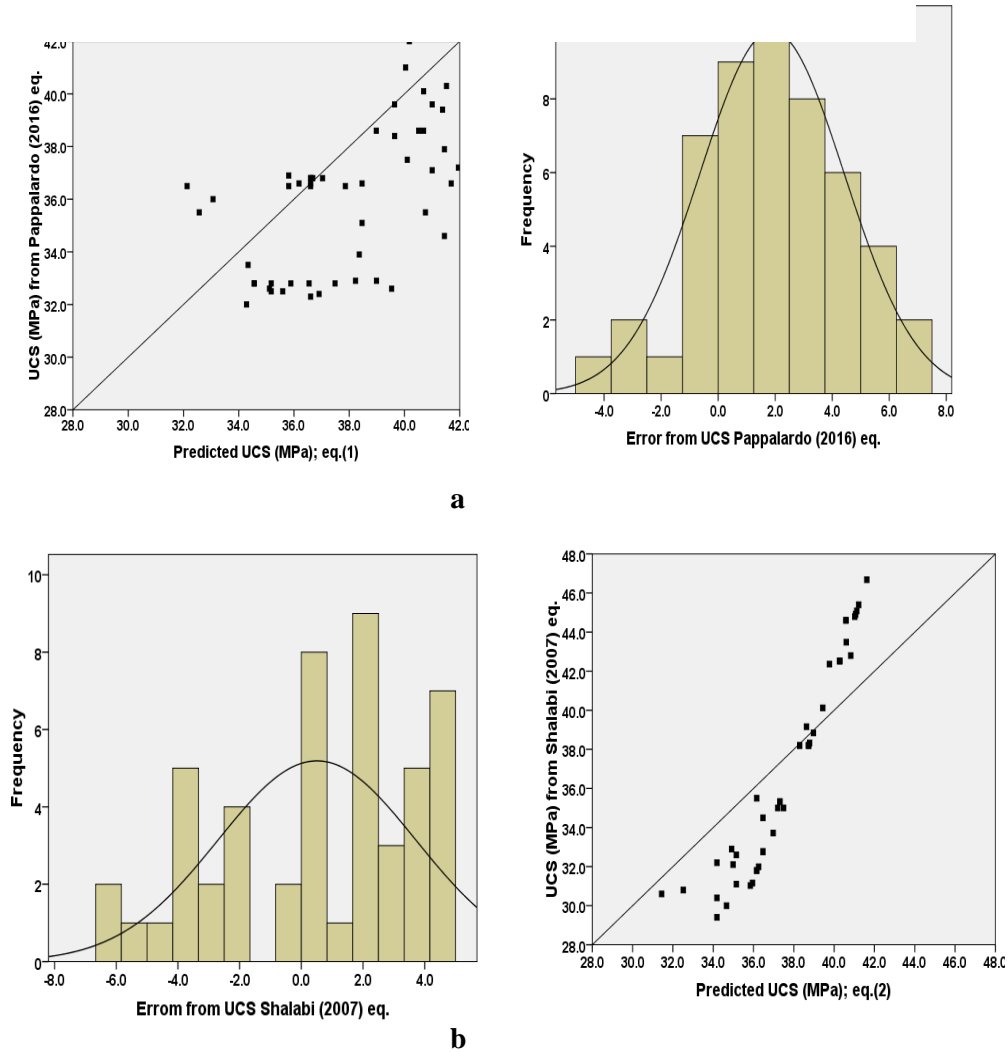 UCS (MPa) from Pappalardo (2016) eq.
42.0
40.0
38.0
36.0
34.0
32.0
30.0
28.0
28.0 30.0 32.0 34.0 36.0 38.0 40.0 42.0
Predicted UCS (MPa); eq.(1)
Frequency
8
6
4
2
0
-4.0 -2.0 0.0 2.0 4.0 6.0 8.0
Error from UCS Pappalardo (2016) eq.
a
Frequency
10
8
6
4
2
0
-8.0 -6.0 -4.0 -2.0 0.0 2.0 4.0
Errom from UCS Shalabi (2007) eq.
UCS (MPa) from Shalabi (2007) eq.
48.0
46.0
44.0
42.0
40.0
38.0
36.0
34.0
32.0
30.0
28.0
28.0 30.0 32.0 34.0 36.0 38.0 40.0 42.0 44.0 46.0 48.0
Predicted UCS (MPa); eq.(2)
b